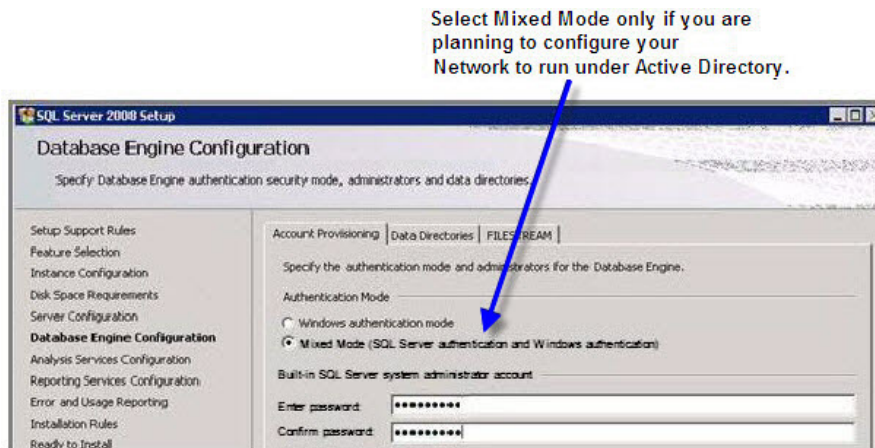 Select Mixed Mode only if you are
planning to configure your
Network to run under Active Directory.
SQL Server 2008 Setup
Database Engine Configuration
Specify Database Engine authentication security mode, administrators and data directories.
Setup Support Rules
Feature Selection
Instance Configuration
Disk Space Requirements
Server Configuration
Database Engine Configuration
Analysis Services Configuration
Reporting Services Configuration
Error and Usage Reporting
Installation Rules
Ready to Install
Account Provisioning Data Directories FILESTREAM
Specify the authentication mode and administrators for the Database Engine.
Authentication Mode
Windows authentication mode
Mixed Mode (SQL Server authentication and Windows authentication)
Built-in SQL Server system administrator account
Enter password:
Confirm password: